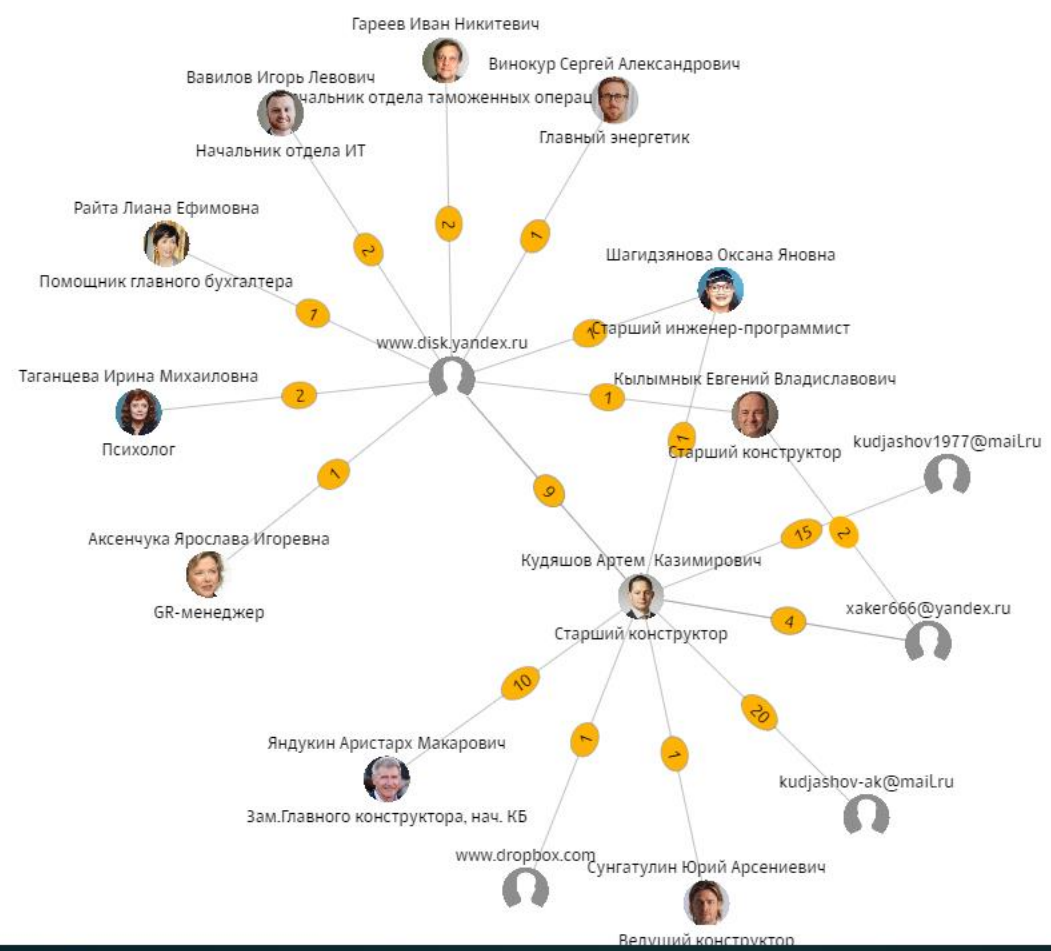 Гареев Иван Никитевич
Винокур Сергей Александрович
Вавилов Игорь Левович
чальник отдела таможенных операц
Главный энергетик
Начальник отдела ИТ
Райта Лиана Ефимовна
2
2
1
Шагидзянова Оксана Яновна
Помощник главного бухгалтера
1
Старший инженер-программист
www.disk.yandex.ru
Таганцева Ирина Михаиловна
Кылымнык Евгений Владиславович
2
1
1
Психолог
Старший конструктор
kudjashov1977@mail.ru
1
9
15
2
Аксенчука Ярослава Игоревна
Кудяшов Артем Казимирович
GR-менеджер
xaker666@yandex.ru
4
Старший конструктор
10
20
Яндукин Аристарх Макарович
1
1
kudjashov-ak@mail.ru
Зам.Главного конструктора, нач. КБ
www.dropbox.com
Сунгатулин Юрий Арсениевич
Ведущий конструктор